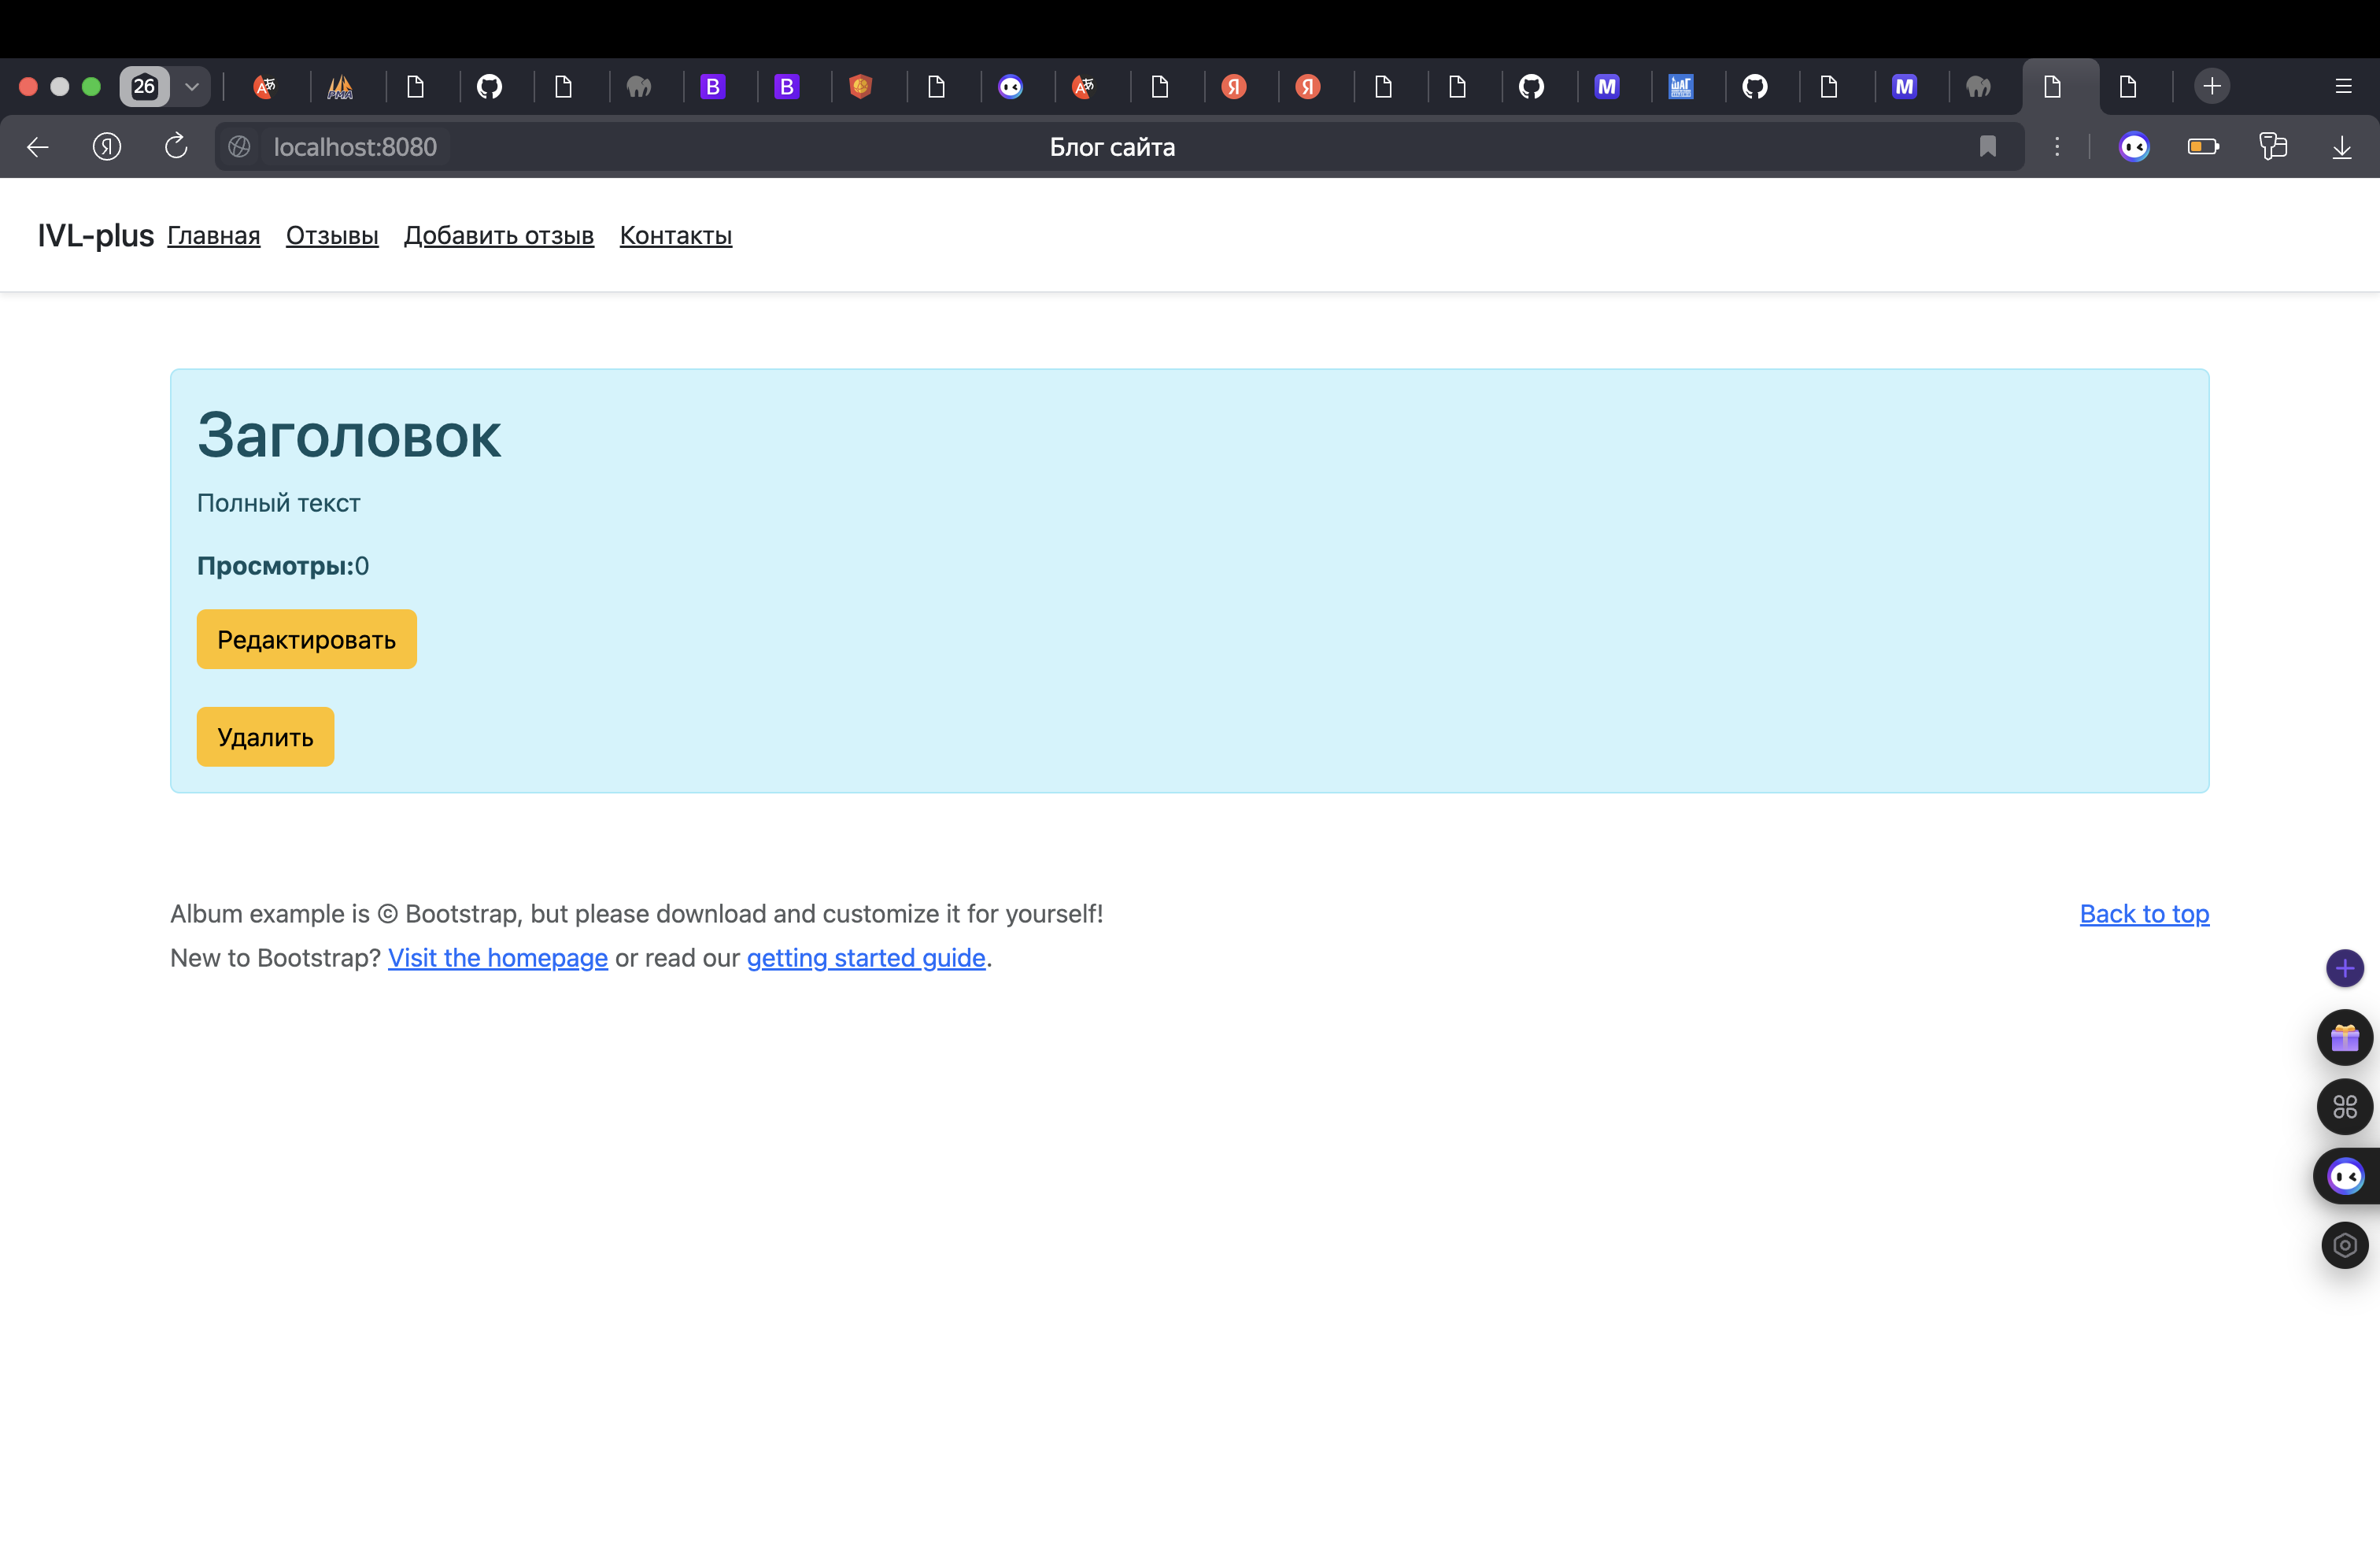 26
localhost:8080 Блог сайта
IVL-plus Главная Отзывы Добавить отзыв Контакты
Заголовок
Полный текст
Просмотры:0
Редактировать
Удалить
Album example is © Bootstrap, but please download and customize it for yourself! Back to top
New to Bootstrap? Visit the homepage or read our getting started guide.